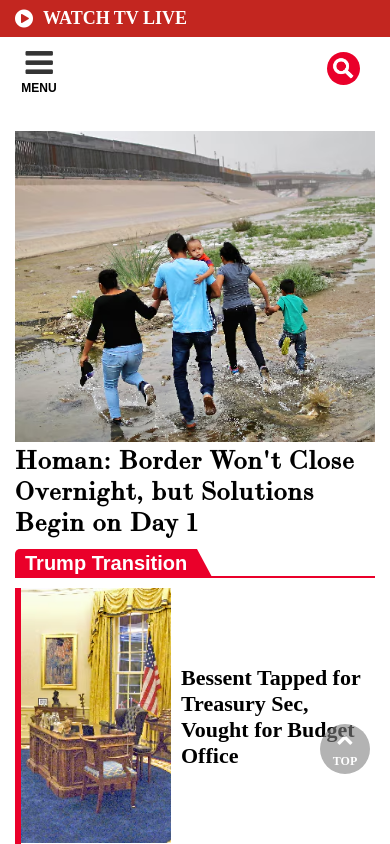 WATCH TV LIVE
MENU
Homan: Border Won't Close
Overnight, but Solutions
Begin on Day 1
Trump Transition
Bessent Tapped for
Treasury Sec,
Vought for Budget
Office
TOP